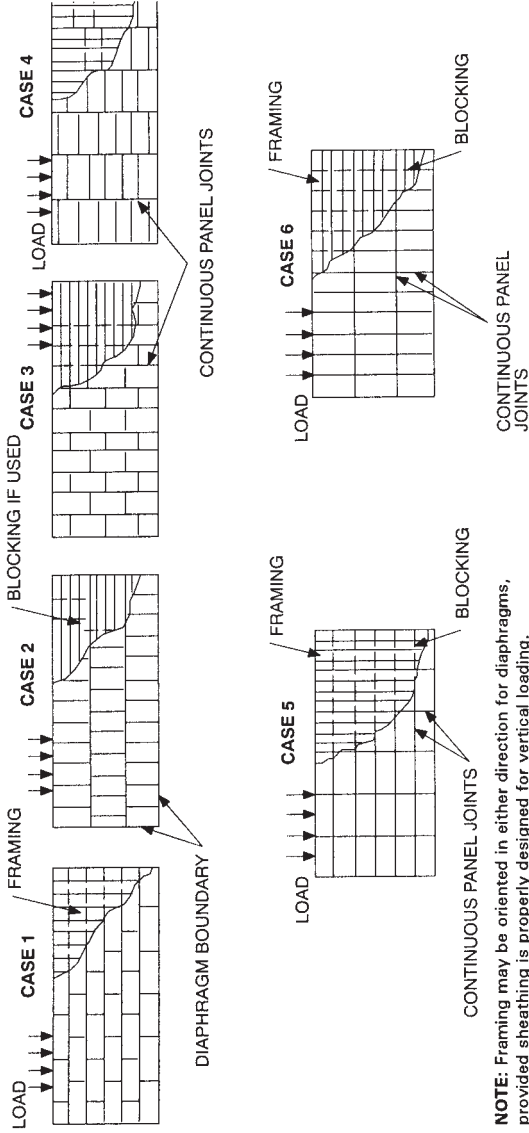 CASE 1
FRAMING
LOAD
DIAPHRAGM BOUNDARY
CASE 2
BLOCKING IF USED
CASE 3
CASE 4
LOAD
CONTINUOUS PANEL JOINTS
CASE 5
LOAD
FRAMING
BLOCKING
CONTINUOUS PANEL JOINTS
CASE 6
LOAD
FRAMING
BLOCKING
CONTINUOUS PANEL
JOINTS
NOTE: Framing may be oriented in either direction for diaphragms,
provided sheathing is properly designed for vertical loading.